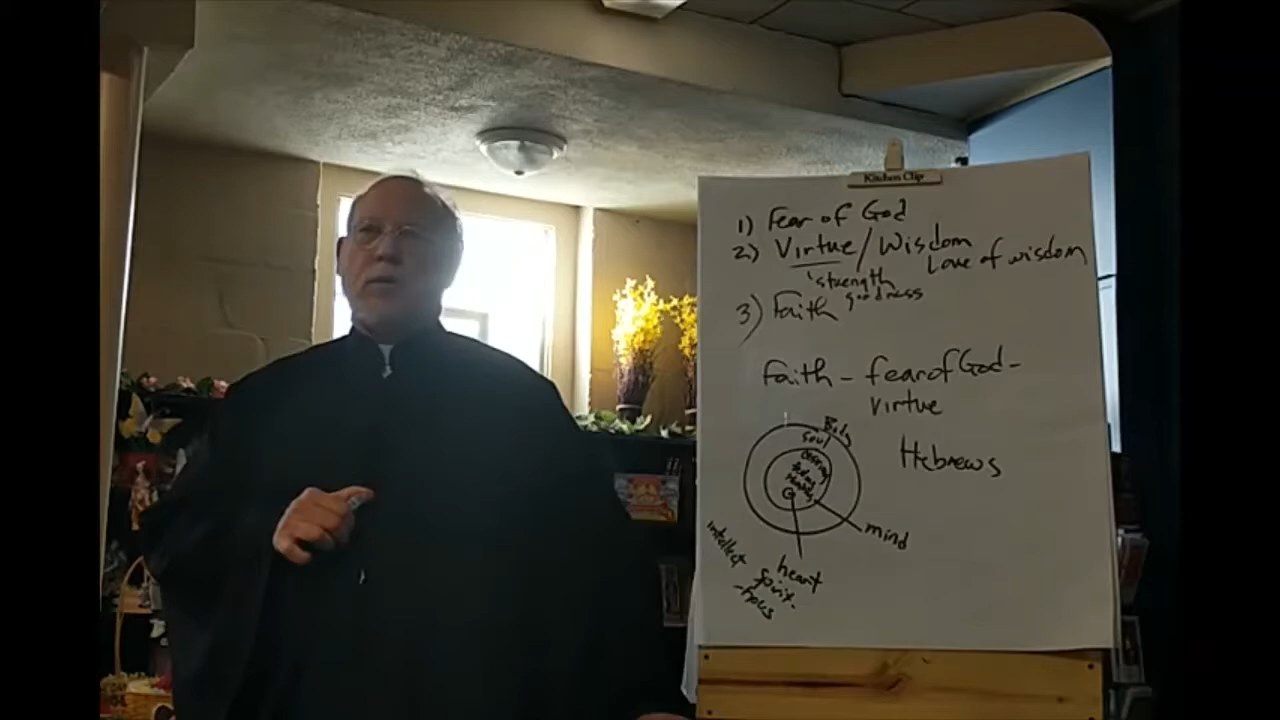 Kitchen Clip
1) Fear of God
2) Virtue/Wisdom
Love of wisdom
strength
goodness
3) Faith
Faith - fear of God -
virtue
Body
Soul
Hebrews
mind
intellect
heart
spirit